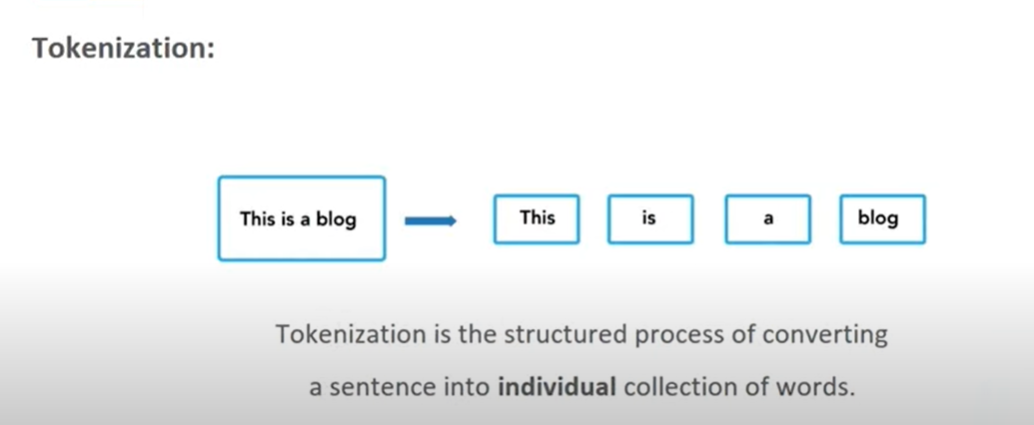 Tokenization:
This is a blog
This
is
a
blog
Tokenization is the structured process of converting
a sentence into individual collection of words.